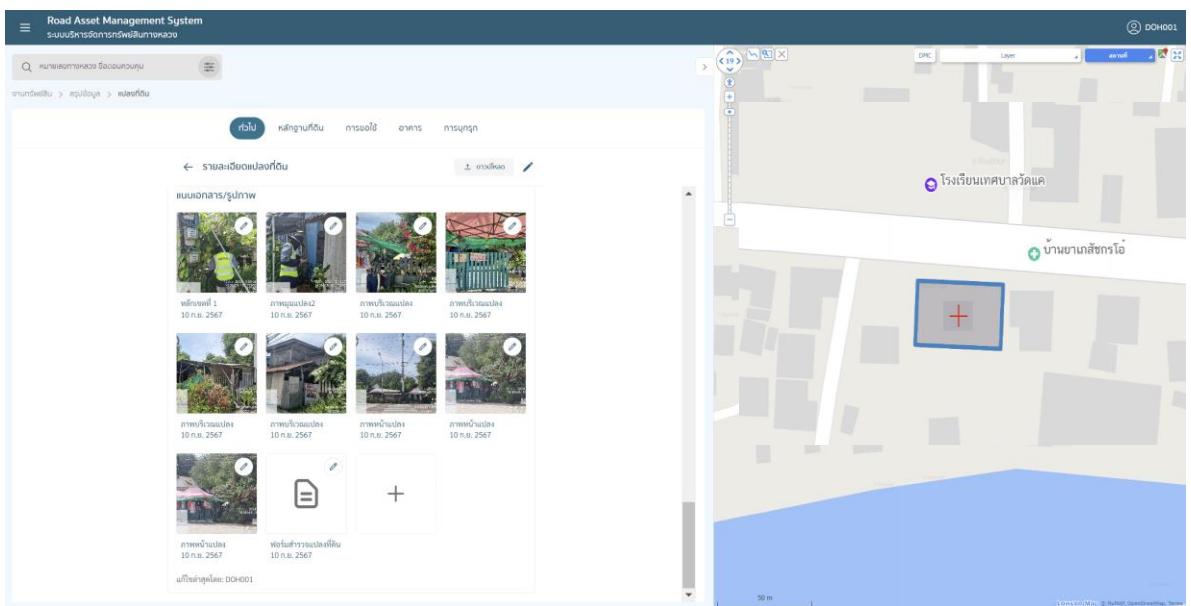 Road Asset Management System
ระบบบริหารจัดการทรัพย์สินทางหลวง
DOH001
หมายเลขทางหลวง ชื่อตอนควบคุม
งานทรัพย์สิน > สรุปข้อมูล > แปลงที่ดิน
ทั่วไป หลักฐานที่ดิน การขอใช้ อาคาร การบุกรุก
รายละเอียดแปลงที่ดิน
ดาวน์โหลด
แนบเอกสาร/รูปภาพ
หลักเขตที่ 1 ภาพมุมแปลง2 ภาพบริเวณแปลง ภาพบริเวณแปลง
10 ก.ย. 2567 10 ก.ย. 2567 10 ก.ย. 2567 10 ก.ย. 2567
ภาพบริเวณแปลง ภาพบริเวณแปลง ภาพหน้าแปลง ภาพหน้าแปลง
10 ก.ย. 2567 10 ก.ย. 2567 10 ก.ย. 2567 10 ก.ย. 2567
ภาพหน้าแปลง ฟอร์มสำรวจแปลงที่ดิน
10 ก.ย. 2567 10 ก.ย. 2567
แก้ไขล่าสุดโดย: DOH001
19
DMC Layer สถานที่
โรงเรียนเทศบาลวัดแค
บ้านยาเภสัชกรโอ๋
50 m